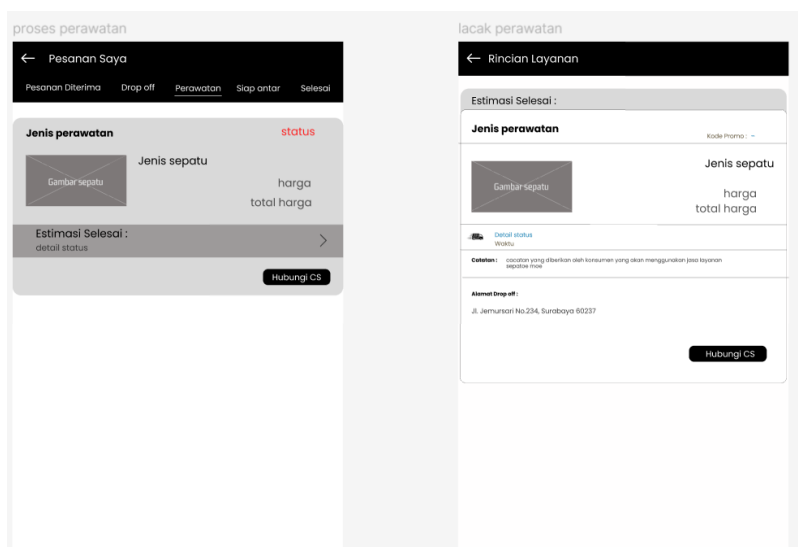 proses perawatan
Pesanan Saya
Pesanan Diterima Drop off Perawatan Siap antar Selesai
Jenis perawatan
status
Gambar sepatu
Jenis sepatu
harga
total harga
Estimasi Selesai :
detail status
Hubungi CS
lacak perawatan
Rincian Layanan
Estimasi Selesai :
Jenis perawatan
Kode Promo : -
Gambar sepatu
Jenis sepatu
harga
total harga
Detail status
Waktu
Catatan : cacatan yang diberikan oleh konsumen yang akan menggunakan jasa layanan
sepatoe moe
Alamat Drop off :
Jl. Jemursari No.234, Surabaya 60237
Hubungi CS